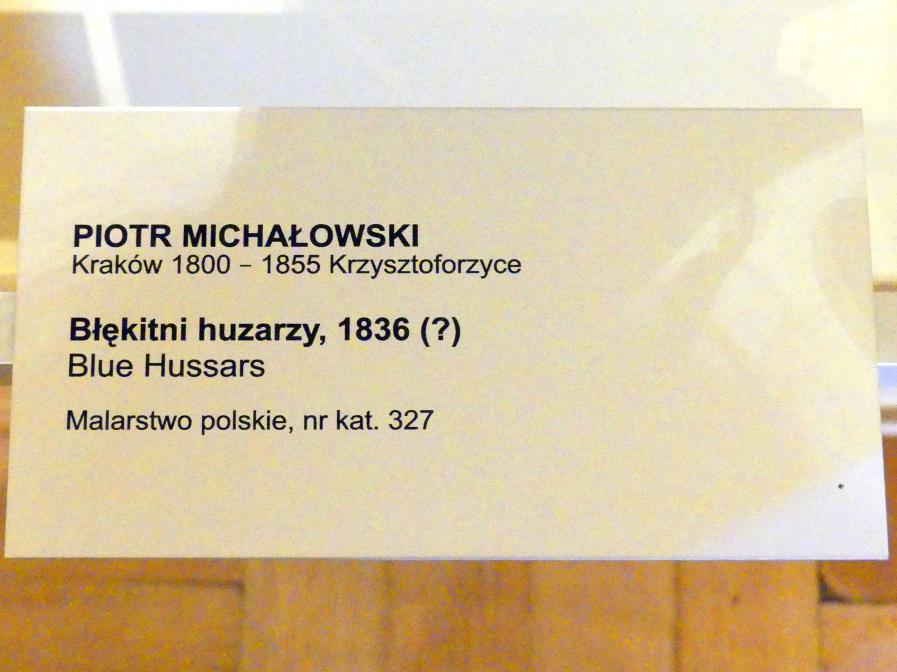 PIOTR MICHAŁOWSKI
Kraków 1800 – 1855 Krzysztoforzyce
Błękitni huzarzy, 1836 (?)
Blue Hussars
Malarstwo polskie, nr kat. 327